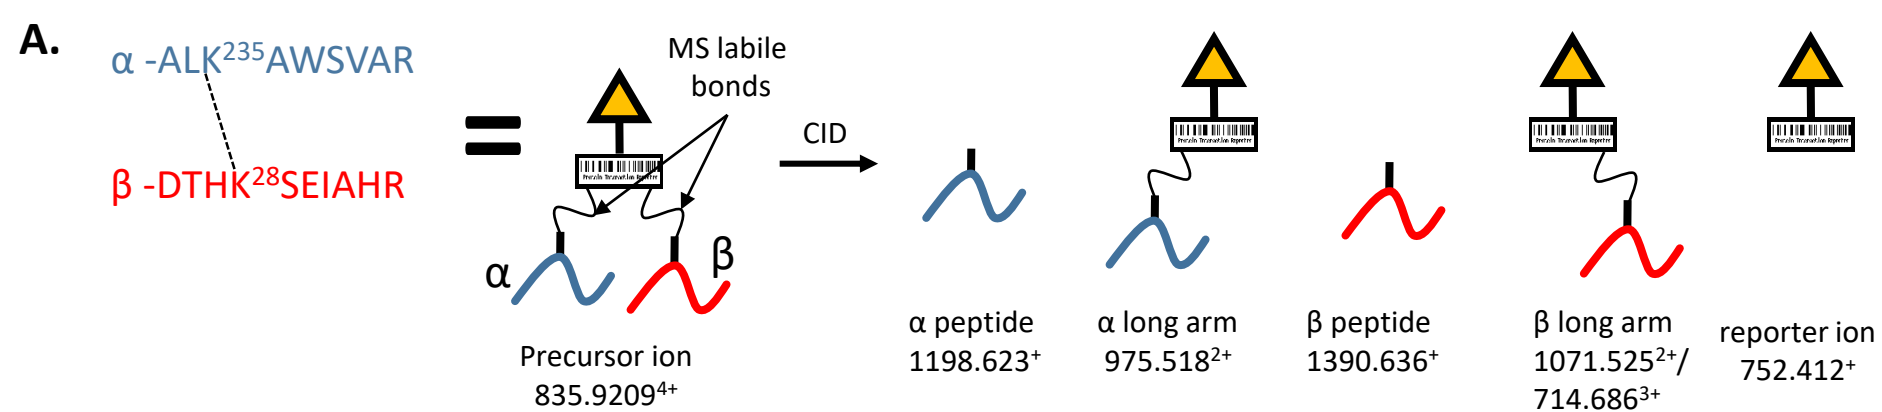 A.
α -ALK²³⁵AWSVAR
β -DTHK²⁸SEIAHR
=
MS labile
bonds
α
β
Precursor ion
835.9209⁴⁺
CID
α peptide
1198.623⁺
α long arm
975.518²⁺
β peptide
1390.636⁺
β long arm
1071.525²⁺/
714.686³⁺
reporter ion
752.412⁺